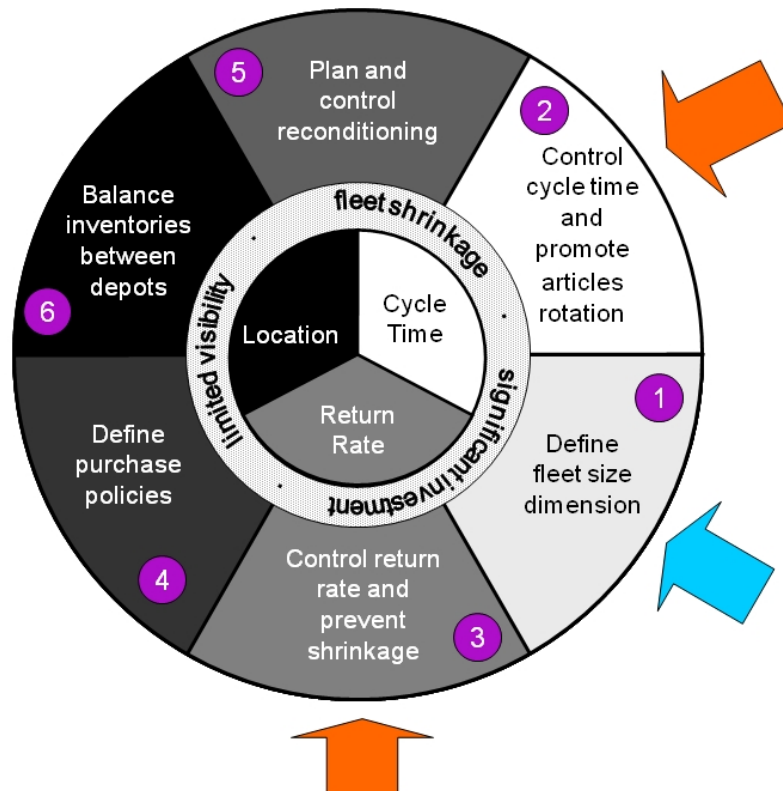 5
Plan and
control
reconditioning
2
Control
cycle time
and
promote
articles
rotation
Balance
inventories
between
depots
6
fleet shrinkage
limited visibility
significant investment
Location
Cycle
Time
Return
Rate
1
Define
fleet size
dimension
Define
purchase
policies
4
Control return
rate and
prevent
shrinkage
3